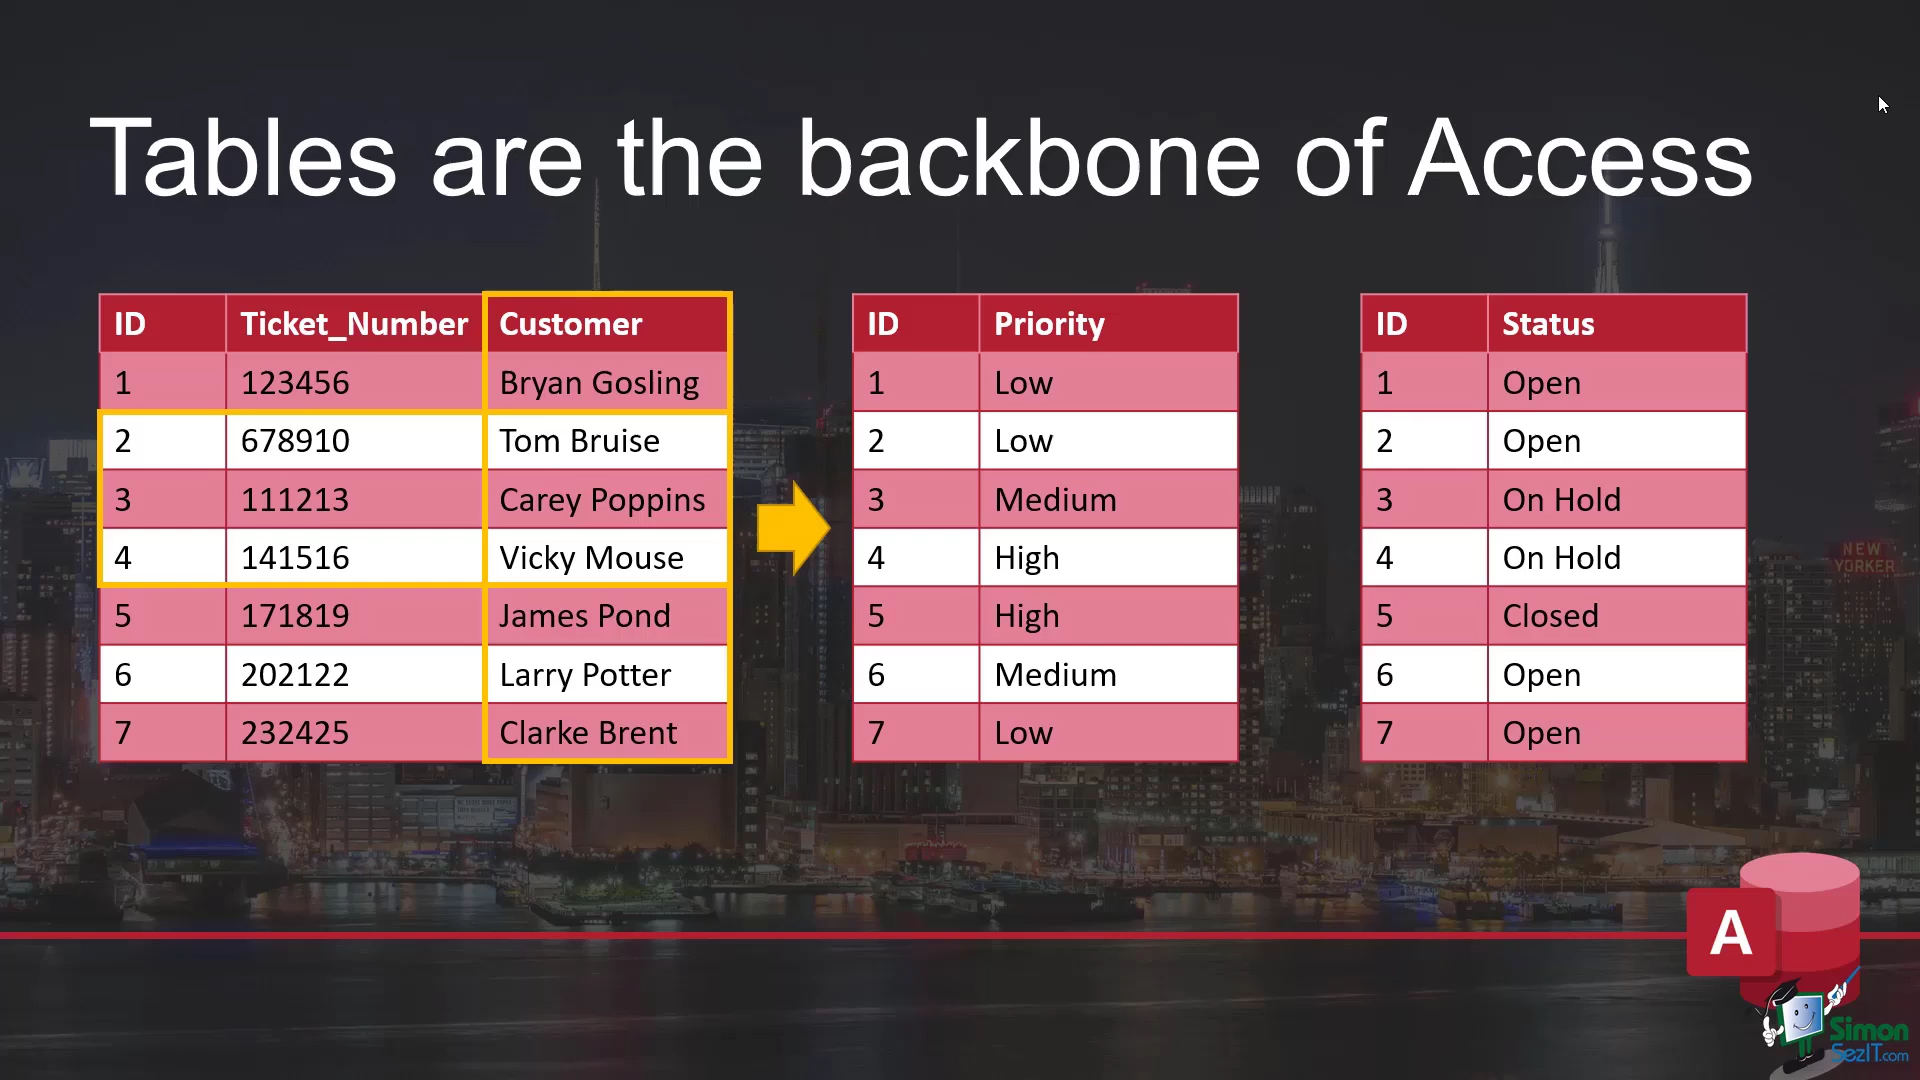 Tables are the backbone of Access
ID Ticket_Number Customer
1 123456 Bryan Gosling
2 678910 Tom Bruise
3 111213 Carey Poppins
4 141516 Vicky Mouse
5 171819 James Pond
6 202122 Larry Potter
7 232425 Clarke Brent
ID Priority
1 Low
2 Low
3 Medium
4 High
5 High
6 Medium
7 Low
ID Status
1 Open
2 Open
3 On Hold
4 On Hold
5 Closed
6 Open
7 Open
NEW
YORKER
A
Simon
SezIT.com